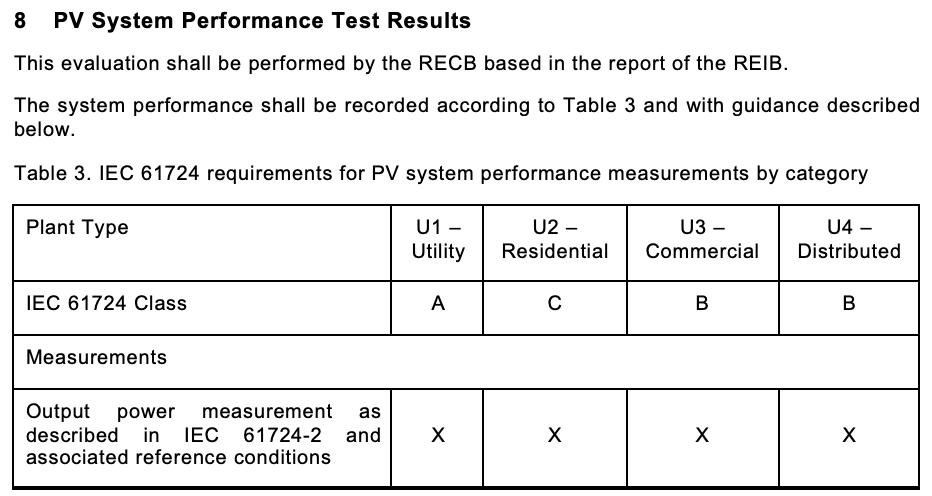 8 PV System Performance Test Results
This evaluation shall be performed by the RECB based in the report of the REIB.
The system performance shall be recorded according to Table 3 and with guidance described
below.
Table 3. IEC 61724 requirements for PV system performance measurements by category
Plant Type
U1 –
Utility
U2 –
Residential
U3 –
Commercial
U4 –
Distributed
IEC 61724 Class
A
C
B
B
Measurements
Output power measurement as
described in IEC 61724-2 and
associated reference conditions
X
X
X
X